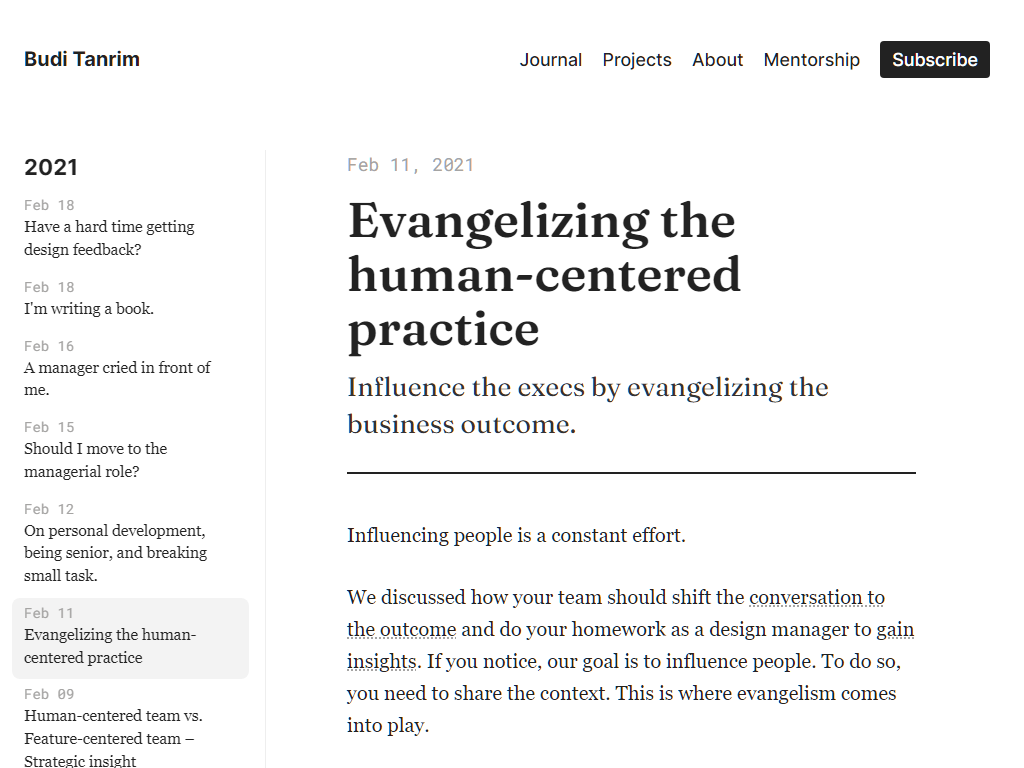 Budi Tanrim
Journal Projects About Mentorship Subscribe
2021
Feb 18
Have a hard time getting
design feedback?
Feb 18
I'm writing a book.
Feb 16
A manager cried in front of
me.
Feb 15
Should I move to the
managerial role?
Feb 12
On personal development,
being senior, and breaking
small task.
Feb 11
Evangelizing the human-
centered practice
Feb 09
Human-centered team vs.
Feature-centered team –
Strategic insight
Feb 11, 2021
Evangelizing the
human-centered
practice
Influence the execs by evangelizing the
business outcome.
Influencing people is a constant effort.
We discussed how your team should shift the conversation to
the outcome and do your homework as a design manager to gain
insights. If you notice, our goal is to influence people. To do so,
you need to share the context. This is where evangelism comes
into play.